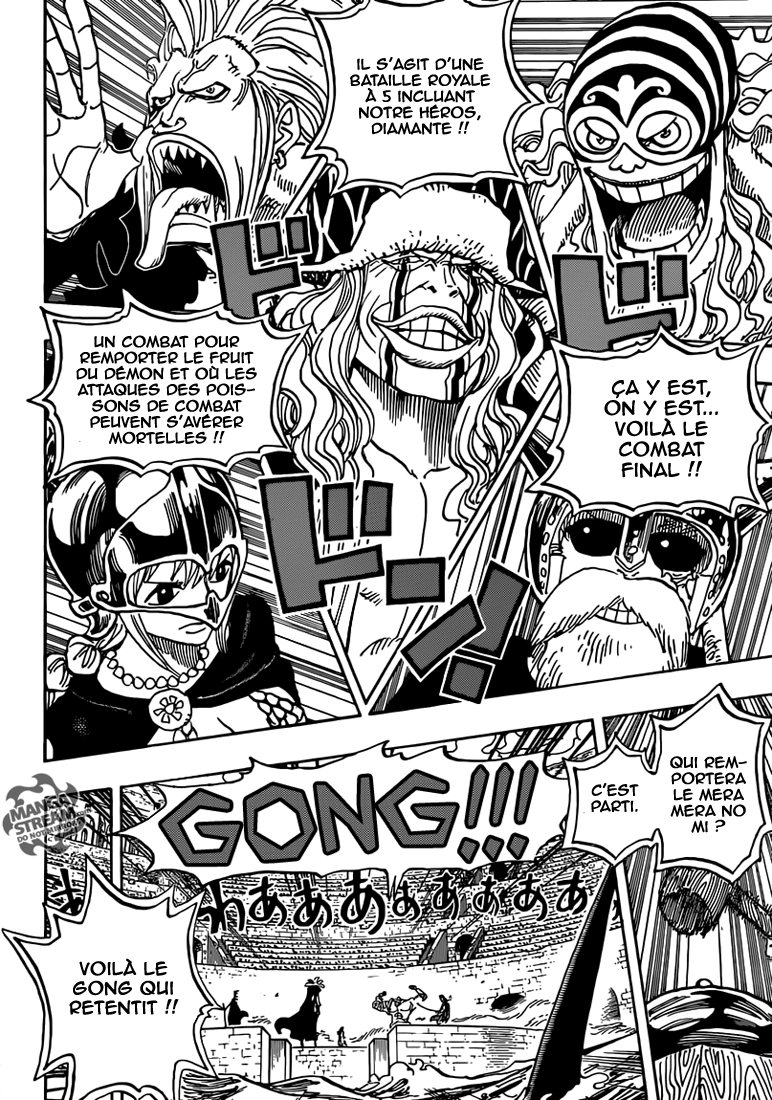 IL S'AGIT D'UNE
BATAILLE ROYALE
À 5 INCLUANT
NOTRE HÉROS,
DIAMANTE !!
ド
ド
ÇA Y EST,
ON Y EST...
VOILÀ LE
COMBAT
FINAL !!
UN COMBAT POUR
REMPORTER LE FRUIT
DU DÉMON ET OÙ LES
ATTAQUES DES POIS-
SONS DE COMBAT
PEUVENT S'AVÉRER
MORTELLES !!
ドーン!
QUI REM-
PORTERA
LE MERA
MERA NO
MI ?
C'EST
PARTI.
GONG!!!
わああああああああ
VOILÀ LE
GONG QUI
RETENTIT !!
MANGA
STREAM